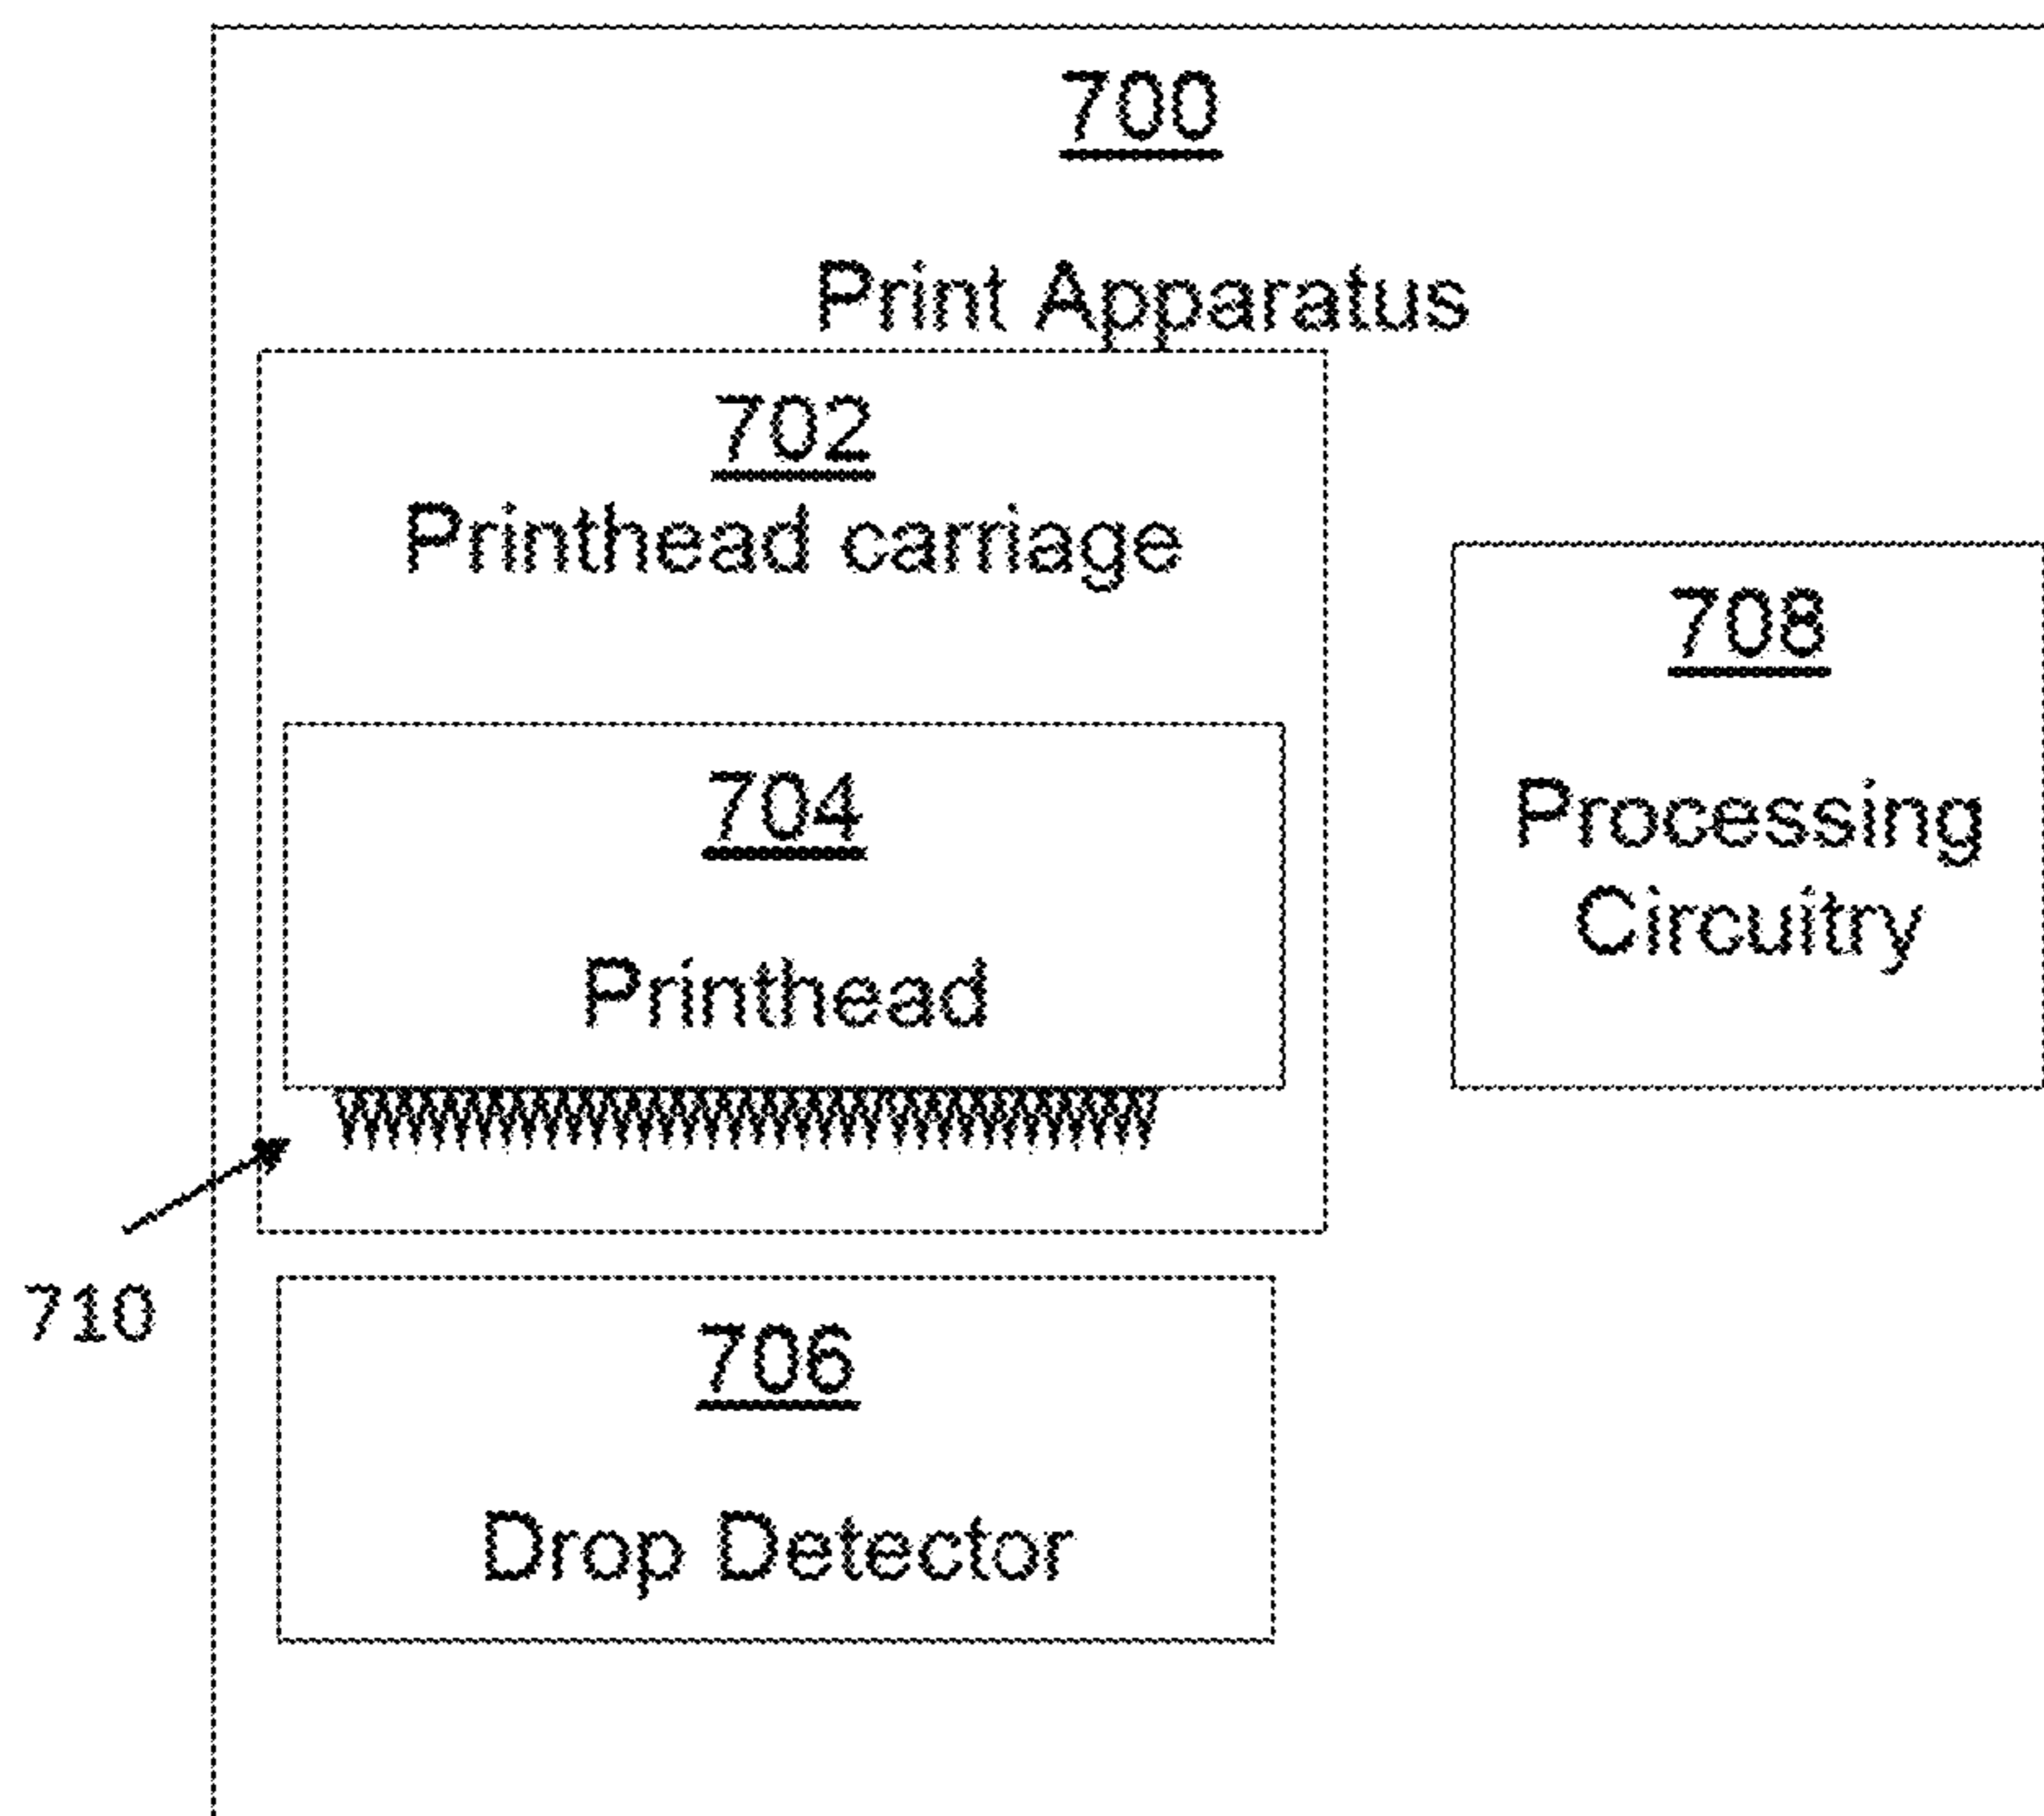 700
Print Apparatus
702
Printhead carriage
708
Processing
Circuitry
704
Printhead
710
706
Drop Detector